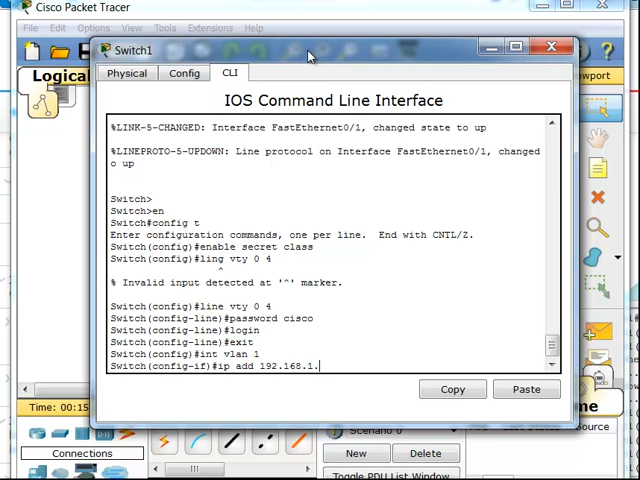 Cisco Packet Tracer
File Edit Options View Tools Extensions Help
Logical
Viewport
Switch1
Physical Config CLI
IOS Command Line Interface
%LINK-5-CHANGED: Interface FastEthernet0/1, changed state to up
%LINEPROTO-5-UPDOWN: Line protocol on Interface FastEthernet0/1, changed
o up
Switch>
Switch>en
Switch#config t
Enter configuration commands, one per line. End with CNTL/Z.
Switch(config)#enable secret class
Switch(config)#ling vty 0 4
^
% Invalid input detected at '^' marker.
Switch(config)#line vty 0 4
Switch(config-line)#password cisco
Switch(config-line)#login
Switch(config-line)#exit
Switch(config)#int vlan 1
Switch(config-if)#ip add 192.168.1.
Copy Paste
Time: 00:15
me
Scenario 0
Source
Connections
New Delete
Toggle PDU List Window